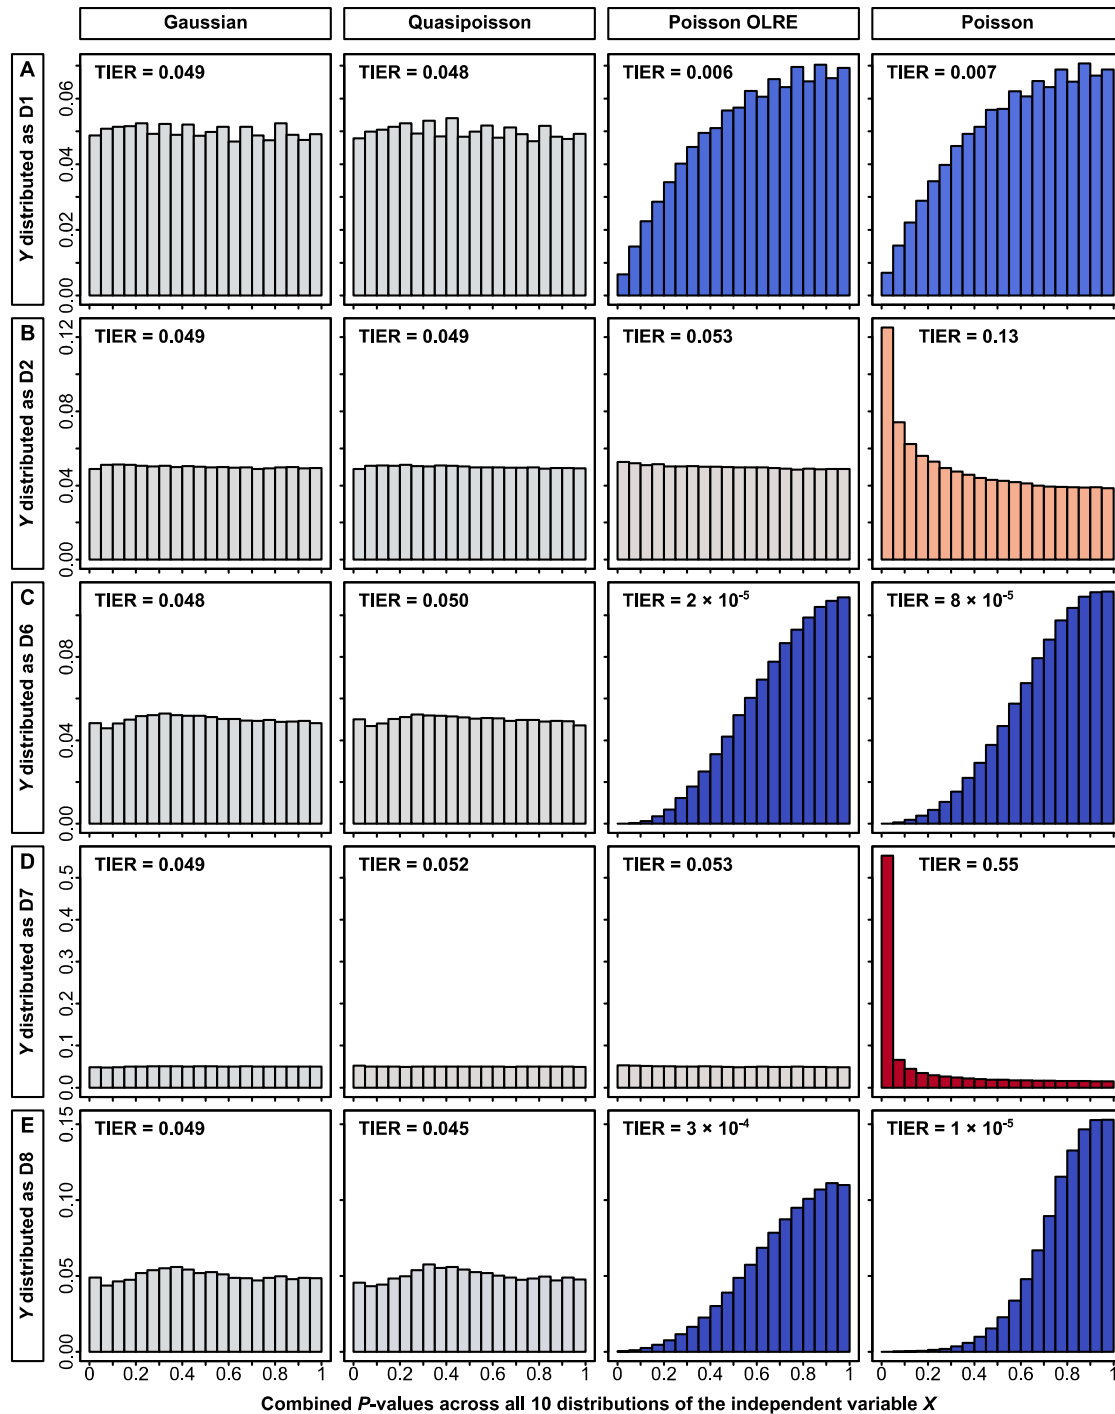 Gaussian Quasipoisson Poisson OLRE Poisson
A
Y distributed as D1
0.00 0.02 0.04 0.06
TIER = 0.049
TIER = 0.048
TIER = 0.006
TIER = 0.007
B
Y distributed as D2
0.00 0.04 0.08 0.12
TIER = 0.049
TIER = 0.049
TIER = 0.053
TIER = 0.13
C
Y distributed as D6
0.00 0.04 0.08
TIER = 0.048
TIER = 0.050
TIER = 2 × 10⁻⁵
TIER = 8 × 10⁻⁵
D
Y distributed as D7
0.0 0.1 0.2 0.3 0.4 0.5
TIER = 0.049
TIER = 0.052
TIER = 0.053
TIER = 0.55
E
Y distributed as D8
0.00 0.05 0.10 0.15
TIER = 0.049
TIER = 0.045
TIER = 3 × 10⁻⁴
TIER = 1 × 10⁻⁵
0 0.2 0.4 0.6 0.8 1
0 0.2 0.4 0.6 0.8 1
0 0.2 0.4 0.6 0.8 1
0 0.2 0.4 0.6 0.8 1
Combined P-values across all 10 distributions of the independent variable X